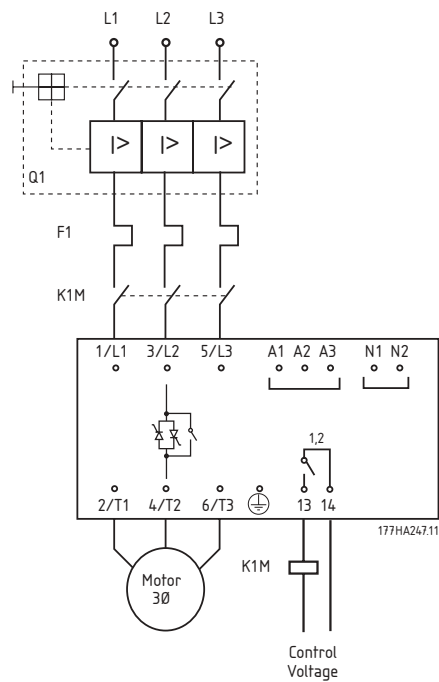 L1 L2 L3
I> I> I>
Q1
F1
K1M
1/L1 3/L2 5/L3 A1 A2 A3 N1 N2
1,2
2/T1 4/T2 6/T3 13 14
177HA247.11
Motor
3Ø
K1M
Control
Voltage